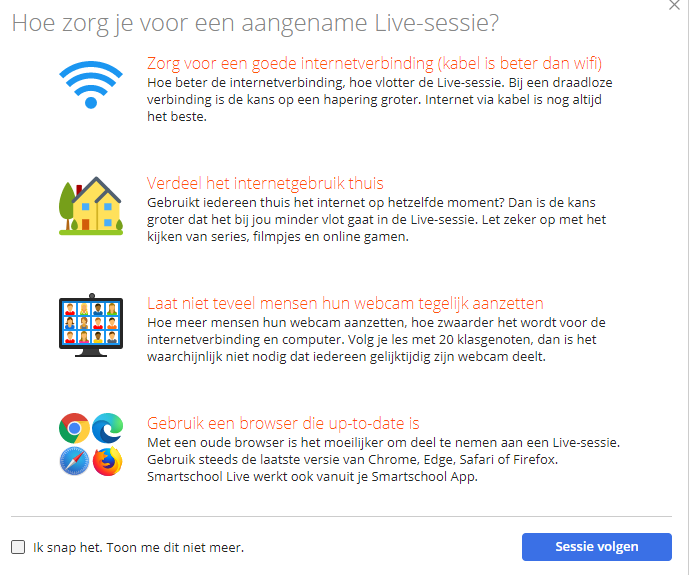 Hoe zorg je voor een aangename Live-sessie?
Zorg voor een goede internetverbinding (kabel is beter dan wifi)
Hoe beter de internetverbinding, hoe vlotter de Live-sessie. Bij een draadloze
verbinding is de kans op een hapering groter. Internet via kabel is nog altijd
het beste.
Verdeel het internetgebruik thuis
Gebruikt iedereen thuis het internet op hetzelfde moment? Dan is de kans
groter dat het bij jou minder vlot gaat in de Live-sessie. Let zeker op met het
kijken van series, filmpjes en online gamen.
Laat niet teveel mensen hun webcam tegelijk aanzetten
Hoe meer mensen hun webcam aanzetten, hoe zwaarder het wordt voor de
internetverbinding en computer. Volg je les met 20 klasgenoten, dan is het
waarchijnlijk niet nodig dat iedereen gelijktijdig zijn webcam deelt.
Gebruik een browser die up-to-date is
Met een oude browser is het moeilijker om deel te nemen aan een Live-sessie.
Gebruik steeds de laatste versie van Chrome, Edge, Safari of Firefox.
Smartschool Live werkt ook vanuit je Smartschool App.
Ik snap het. Toon me dit niet meer.
Sessie volgen